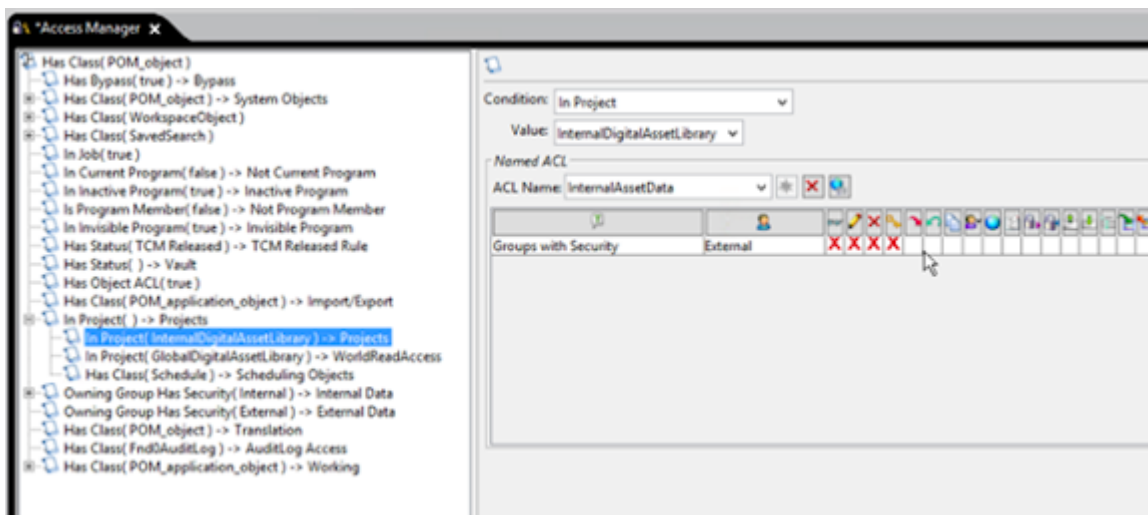 *Access Manager
Has Class( POM_object )
Has Bypass( true ) -> Bypass
Has Class( POM_object ) -> System Objects
Has Class( WorkspaceObject )
Has Class( SavedSearch )
In Job( true )
In Current Program( false ) -> Not Current Program
In Inactive Program( true ) -> Inactive Program
Is Program Member( false ) -> Not Program Member
In Invisible Program( true ) -> Invisible Program
Has Status( TCM Released ) -> TCM Released Rule
Has Status( ) -> Vault
Has Object ACL( true )
Has Class( POM_application_object ) -> Import/Export
In Project( ) -> Projects
In Project( InternalDigitalAssetLibrary ) -> Projects
In Project( GlobalDigitalAssetLibrary ) -> WorldReadAccess
Has Class( Schedule ) -> Scheduling Objects
Owning Group Has Security( Internal ) -> Internal Data
Owning Group Has Security( External ) -> External Data
Has Class( POM_object ) -> Translation
Has Class( Fnd0AuditLog ) -> AuditLog Access
Has Class( POM_application_object ) -> Working
Condition: In Project
Value: InternalDigitalAssetLibrary
Named ACL
ACL Name: InternalAssetData
Groups with Security External